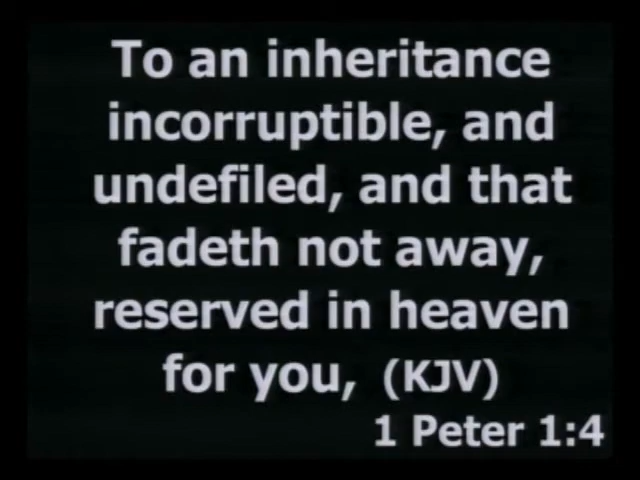 To an inheritance
incorruptible, and
undefiled, and that
fadeth not away,
reserved in heaven
for you, (KJV)
1 Peter 1:4